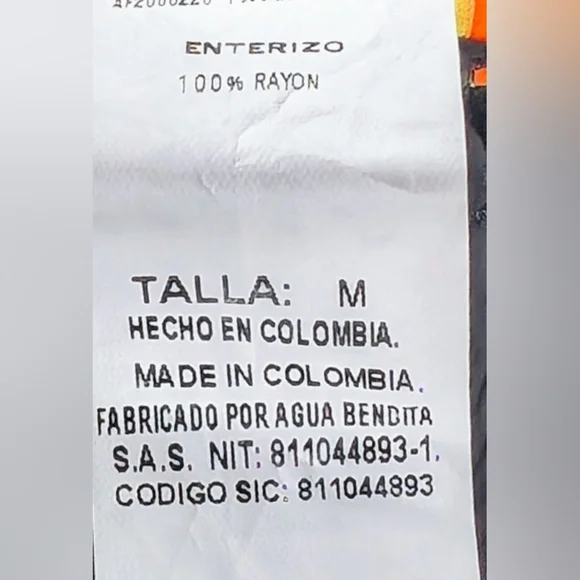 ENTERIZO
100% RAYON
TALLA: M
HECHO EN COLOMBIA.
MADE IN COLOMBIA.
FABRICADO POR AGUA BENDITA
S.A.S. NIT: 811044893-1.
CODIGO SIC: 811044893